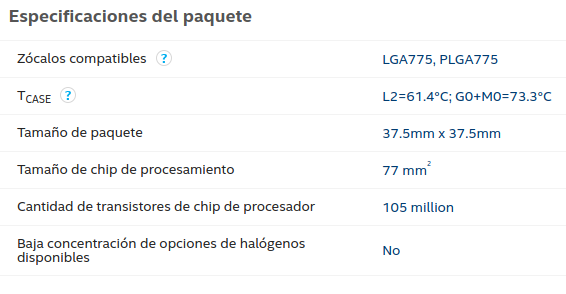 Especificaciones del paquete
Zócalos compatibles ? LGA775, PLGA775
TCASE ? L2=61.4°C; G0+M0=73.3°C
Tamaño de paquete 37.5mm x 37.5mm
Tamaño de chip de procesamiento 77 mm²
Cantidad de transistores de chip de procesador 105 million
Baja concentración de opciones de halógenos
disponibles No